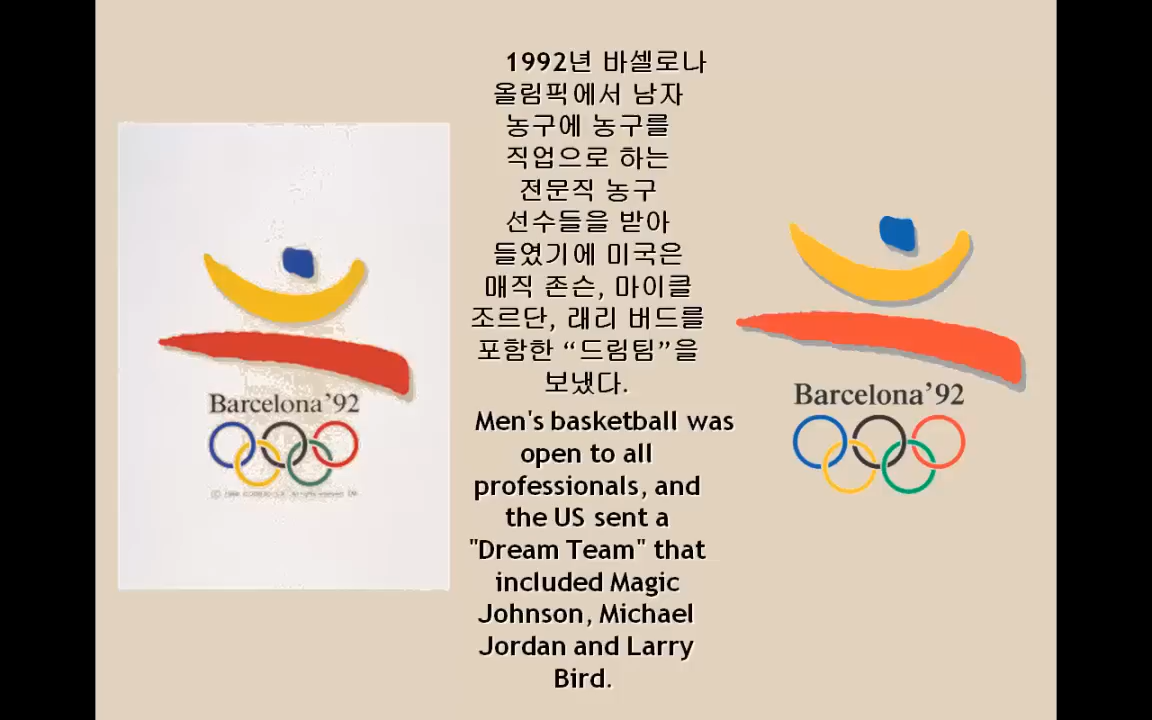 Barcelona'92
1992년 바셀로나
올림픽에서 남자
농구에 농구를
직업으로 하는
전문직 농구
선수들을 받아
들였기에 미국은
매직 존슨, 마이클
조르단, 래리 버드를
포함한 “드림팀”을
보냈다.
Men's basketball was
open to all
professionals, and
the US sent a
"Dream Team" that
included Magic
Johnson, Michael
Jordan and Larry
Bird.
Barcelona'92